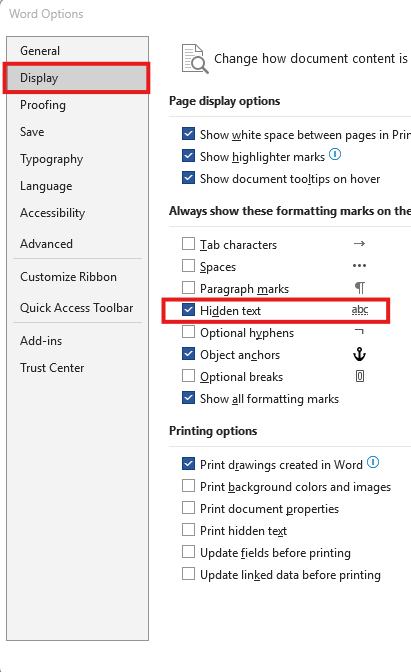 Word Options
General
Display
Proofing
Save
Typography
Language
Accessibility
Advanced
Customize Ribbon
Quick Access Toolbar
Add-ins
Trust Center
Change how document content is
Page display options
Show white space between pages in Prin
Show highlighter marks
Show document tooltips on hover
Always show these formatting marks on the
Tab characters →
Spaces •••
Paragraph marks ¶
Hidden text abc
Optional hyphens ¬
Object anchors
Optional breaks
Show all formatting marks
Printing options
Print drawings created in Word
Print background colors and images
Print document properties
Print hidden text
Update fields before printing
Update linked data before printing